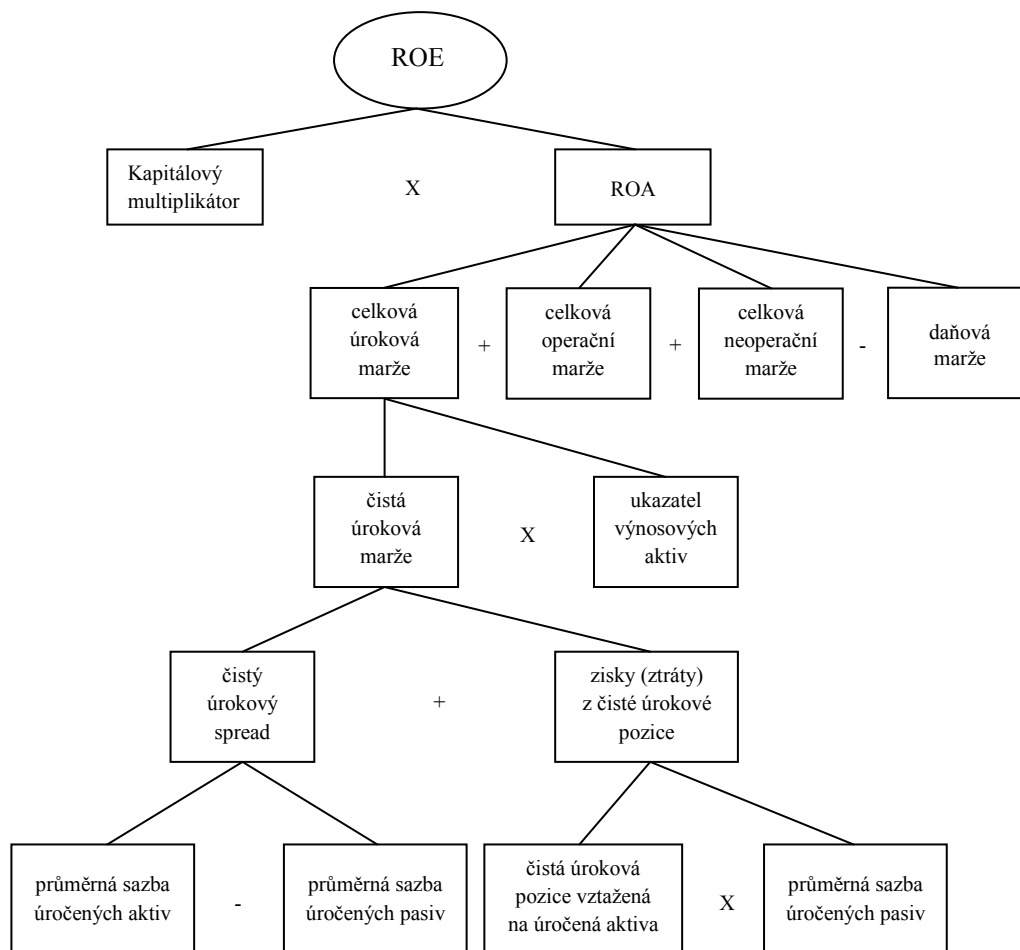 ROE
Kapitálový
multiplikátor
X
ROA
celková
úroková
marže
+
celková
operační
marže
+
celková
neoperační
marže
-
daňová
marže
čistá
úroková
marže
X
ukazatel
výnosových
aktiv
čistý
úrokový
spread
+
zisky (ztráty)
z čisté úrokové
pozice
průměrná sazba
úročených aktiv
-
průměrná sazba
úročených pasiv
čistá úroková
pozice vztažená
na úročená aktiva
X
průměrná sazba
úročených pasiv